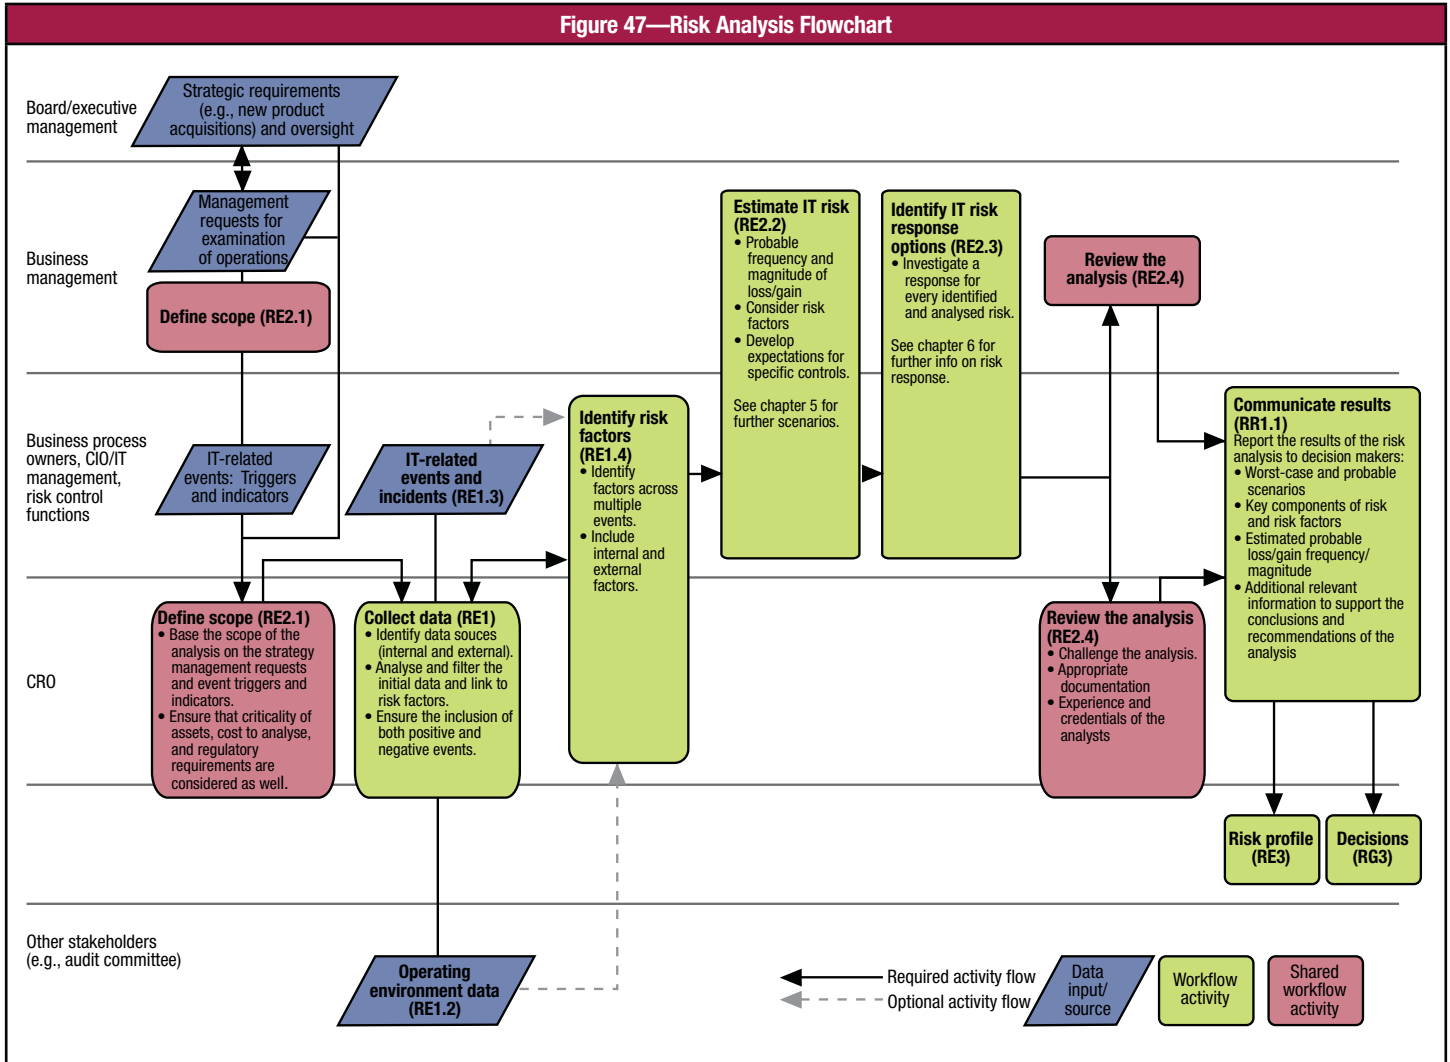 Figure 47—Risk Analysis Flowchart
Board/executive
management
Strategic requirements
(e.g., new product
acquisitions) and oversight
Business
management
Management
requests for
examination
of operations
Define scope (RE2.1)
Estimate IT risk
(RE2.2)
• Probable
frequency and
magnitude of
loss/gain
• Consider risk
factors
• Develop
expectations for
specific controls.
See chapter 5 for
further scenarios.
Identify IT risk
response
options (RE2.3)
• Investigate a
response for
every identified
and analysed risk.
See chapter 6 for
further info on risk
response.
Review the
analysis (RE2.4)
Business process
owners, CIO/IT
management,
risk control
functions
IT-related
events: Triggers
and indicators
IT-related
events and
incidents (RE1.3)
Identify risk
factors
(RE1.4)
• Identify
factors across
multiple
events.
• Include
internal and
external
factors.
Communicate results
(RR1.1)
Report the results of the risk
analysis to decision makers:
• Worst-case and probable
scenarios
• Key components of risk
and risk factors
• Estimated probable
loss/gain frequency/
magnitude
• Additional relevant
information to support the
conclusions and
recommendations of the
analysis
CRO
Define scope (RE2.1)
• Base the scope of the
analysis on the strategy
management requests
and event triggers and
indicators.
• Ensure that criticality of
assets, cost to analyse,
and regulatory
requirements are
considered as well.
Collect data (RE1)
• Identify data souces
(internal and external).
• Analyse and filter the
initial data and link to
risk factors.
• Ensure the inclusion of
both positive and
negative events.
Review the analysis
(RE2.4)
• Challenge the analysis.
• Appropriate
documentation
• Experience and
credentials of the
analysts
Risk profile
(RE3)
Decisions
(RG3)
Other stakeholders
(e.g., audit committee)
Operating
environment data
(RE1.2)
Required activity flow
Optional activity flow
Data
input/
source
Workflow
activity
Shared
workflow
activity